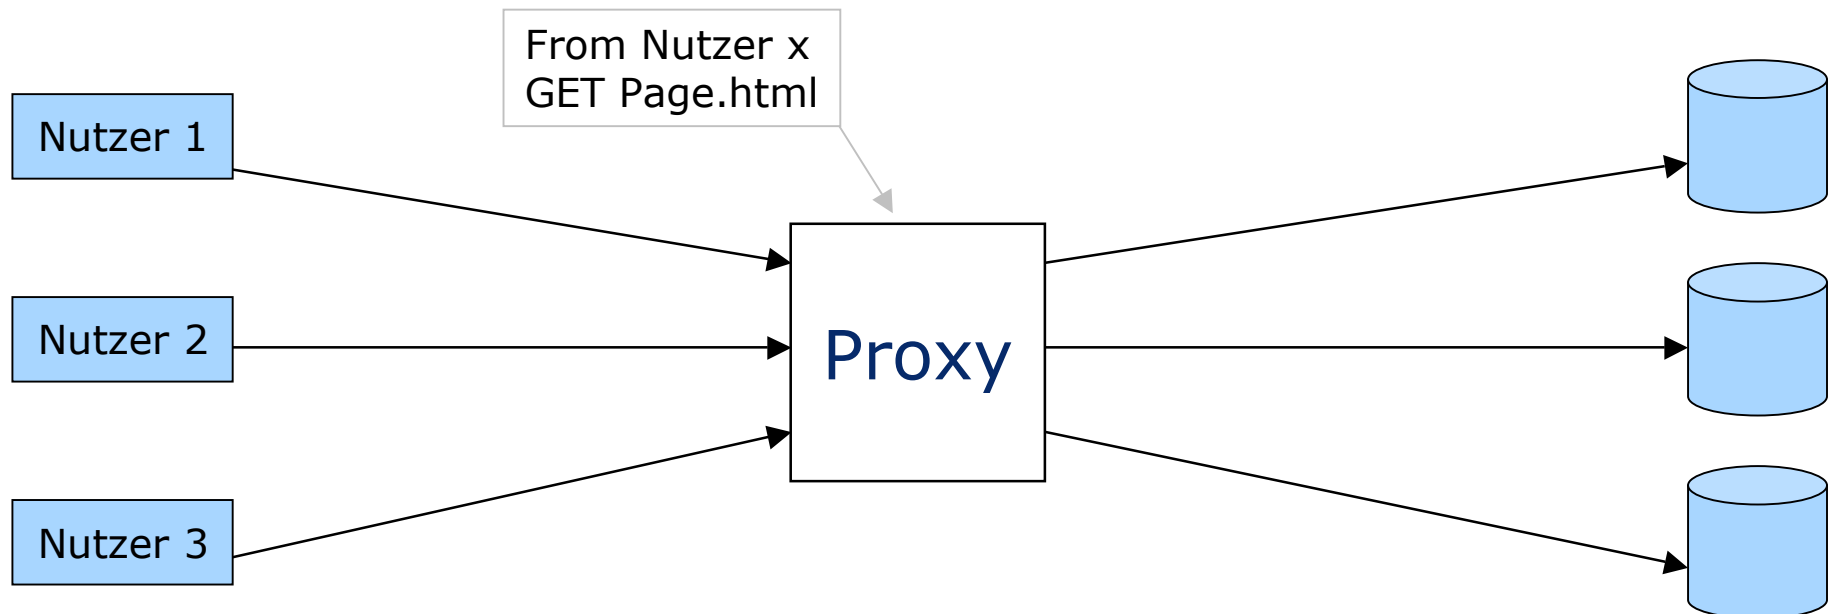 From Nutzer x
GET Page.html
Nutzer 1
Nutzer 2
Proxy
Nutzer 3